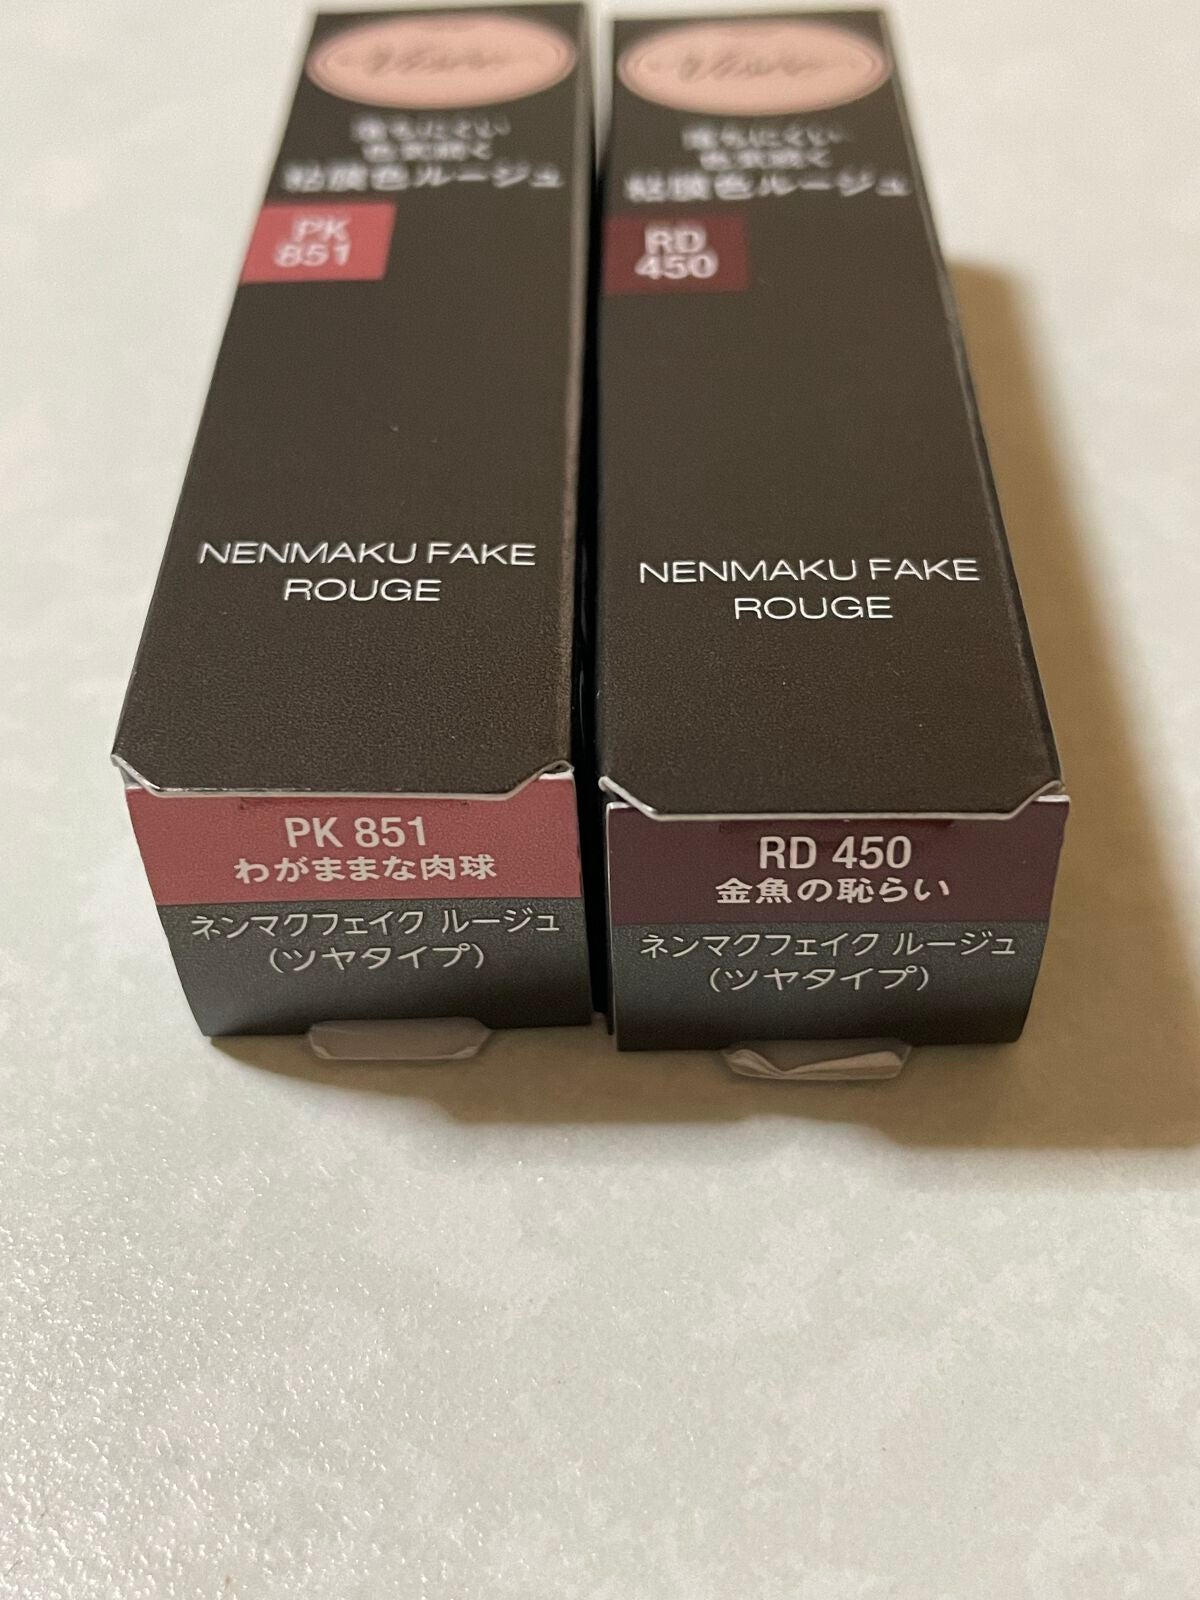 落ちにくい
色気続く
粘膜色ルージュ
PK
851
NENMAKU FAKE
ROUGE
PK 851
わがままな肉球
ネンマクフェイク ルージュ
(ツヤタイプ)
落ちにくい
色気続く
粘膜色ルージュ
RD
450
NENMAKU FAKE
ROUGE
RD 450
金魚の恥らい
ネンマクフェイク ルージュ
(ツヤタイプ)